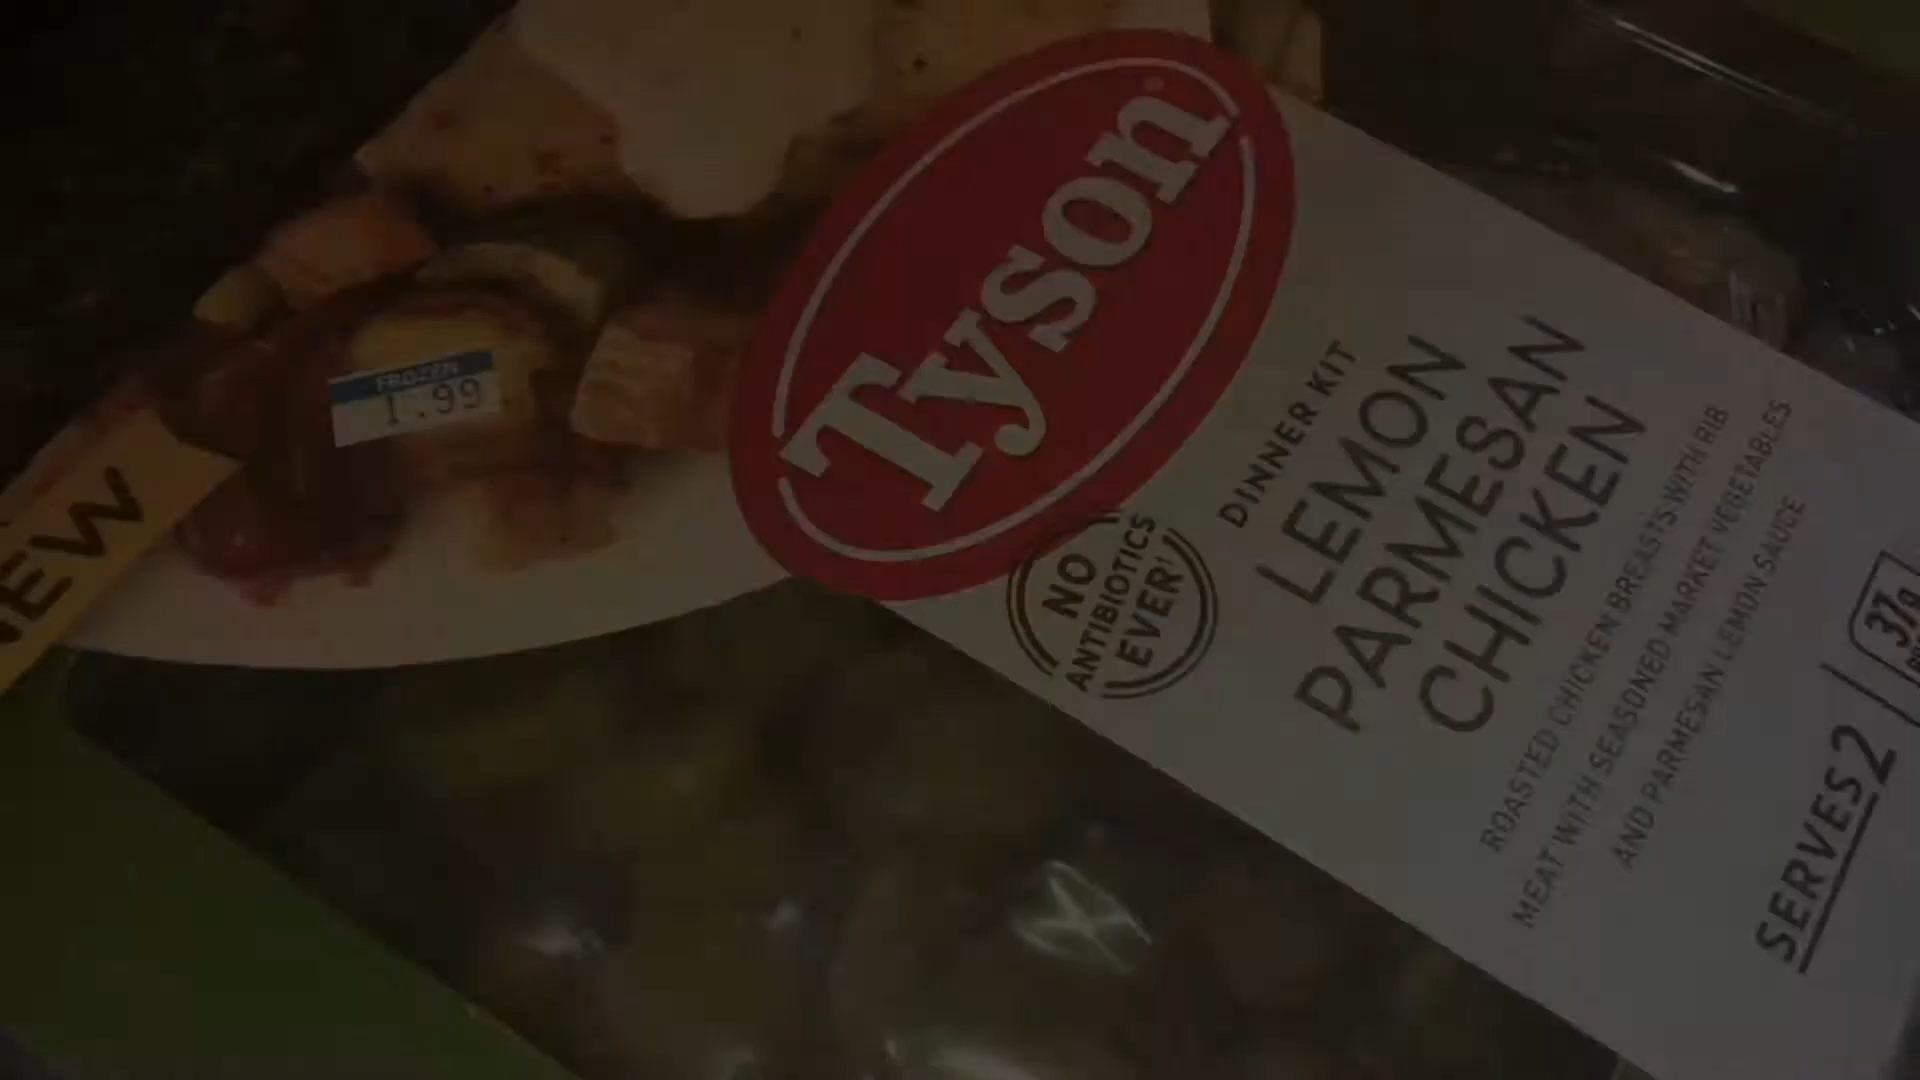 Tyson
FROZEN
1.99
NO
ANTIBIOTICS
EVER!
DINNER KIT
LEMON
PARMESAN
CHICKEN
ROASTED CHICKEN BREASTS WITH RIB
MEAT WITH SEASONED MARKET VEGETABLES
AND PARMESAN LEMON SAUCE
SERVES 2
37g